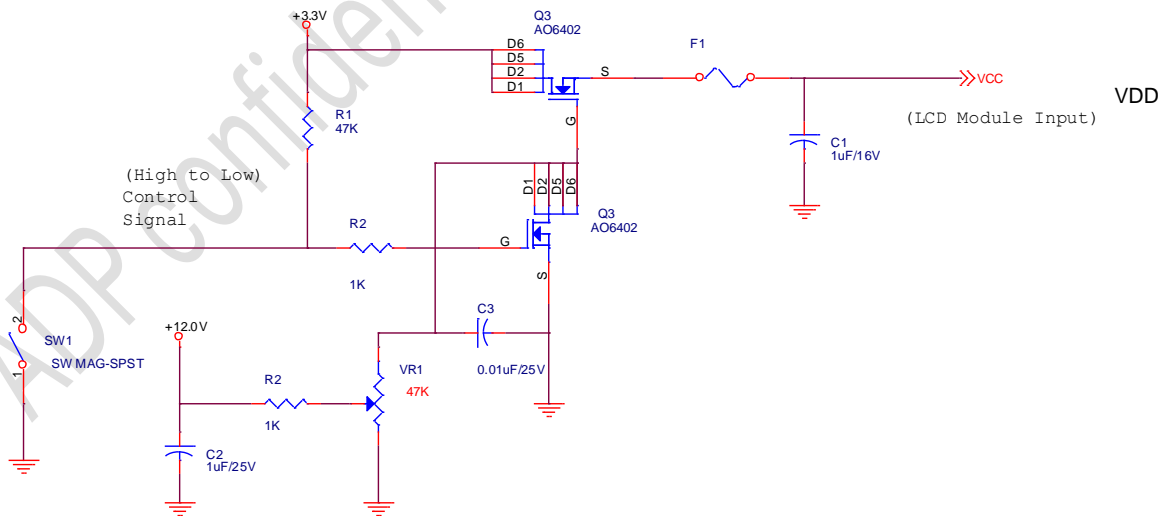 ADP confiden
+3.3V
Q3
AO6402
D6
D5
D2
D1
S
G
F1
VCC
VDD
(LCD Module Input)
R1
47K
C1
1uF/16V
(High to Low)
Control
Signal
D1
D2
D5
D6
Q3
AO6402
R2
1K
G
S
2
1
SW1
SW MAG-SPST
+12.0V
C3
0.01uF/25V
R2
1K
VR1
47K
C2
1uF/25V